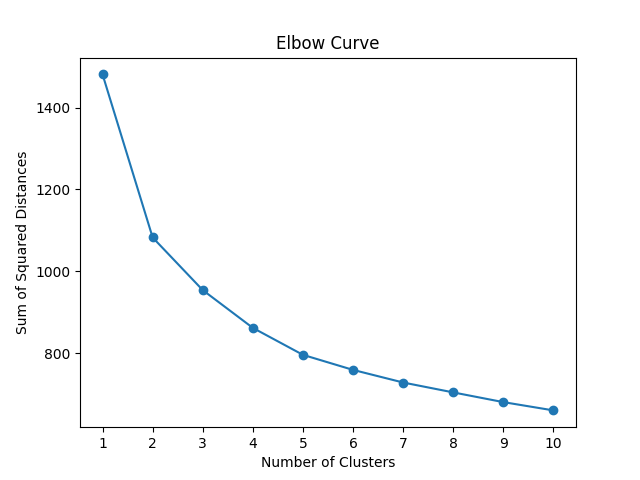 Elbow Curve
Sum of Squared Distances
1400
1200
1000
800
1 2 3 4 5 6 7 8 9 10
Number of Clusters